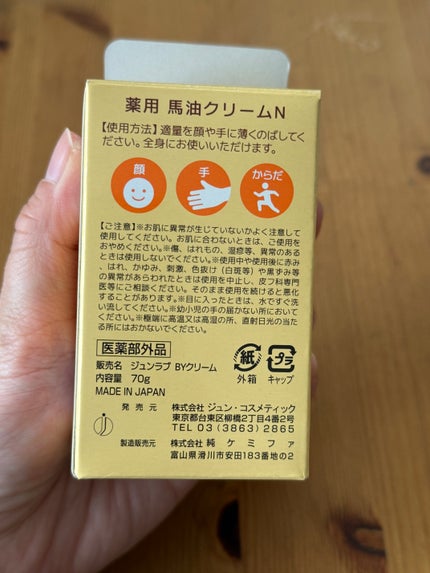 薬用 馬油クリームN
【使用方法】適量を顔や手に薄くのばしてく
ださい。全身にお使いいただけます。
顔 手 からだ
【ご注意】※お肌に異常が生じていないかよく注意して
使用してください。お肌に合わないときは、ご使用を
おやめください。※傷、はれもの、湿疹等、異常のある
ときは使用しないでください。※使用中や使用後に赤み
、はれ、かゆみ、刺激、色抜け(白斑等)や黒ずみ等
の異常があらわれたときは使用を中止し、皮フ科専門
医等にご相談ください。そのまま使用を続けると悪化
することがあります。※目に入ったときは、水ですぐ洗
い流してください。※幼小児の手の届かない所において
ください。※極端に高温又は高湿の所、直射日光の当た
る所にはおかないでください。
医薬部外品
販売名 ジュンラブ BYクリーム
内容量 70g
MADE IN JAPAN
紙 プラ
外箱 キャップ
発売元 株式会社 ジュン・コスメティック
東京都台東区柳橋2丁目4番2号
TEL 03(3863)2865
製造販売元 株式会社 純ケミファ
富山県滑川市安田183番地の2